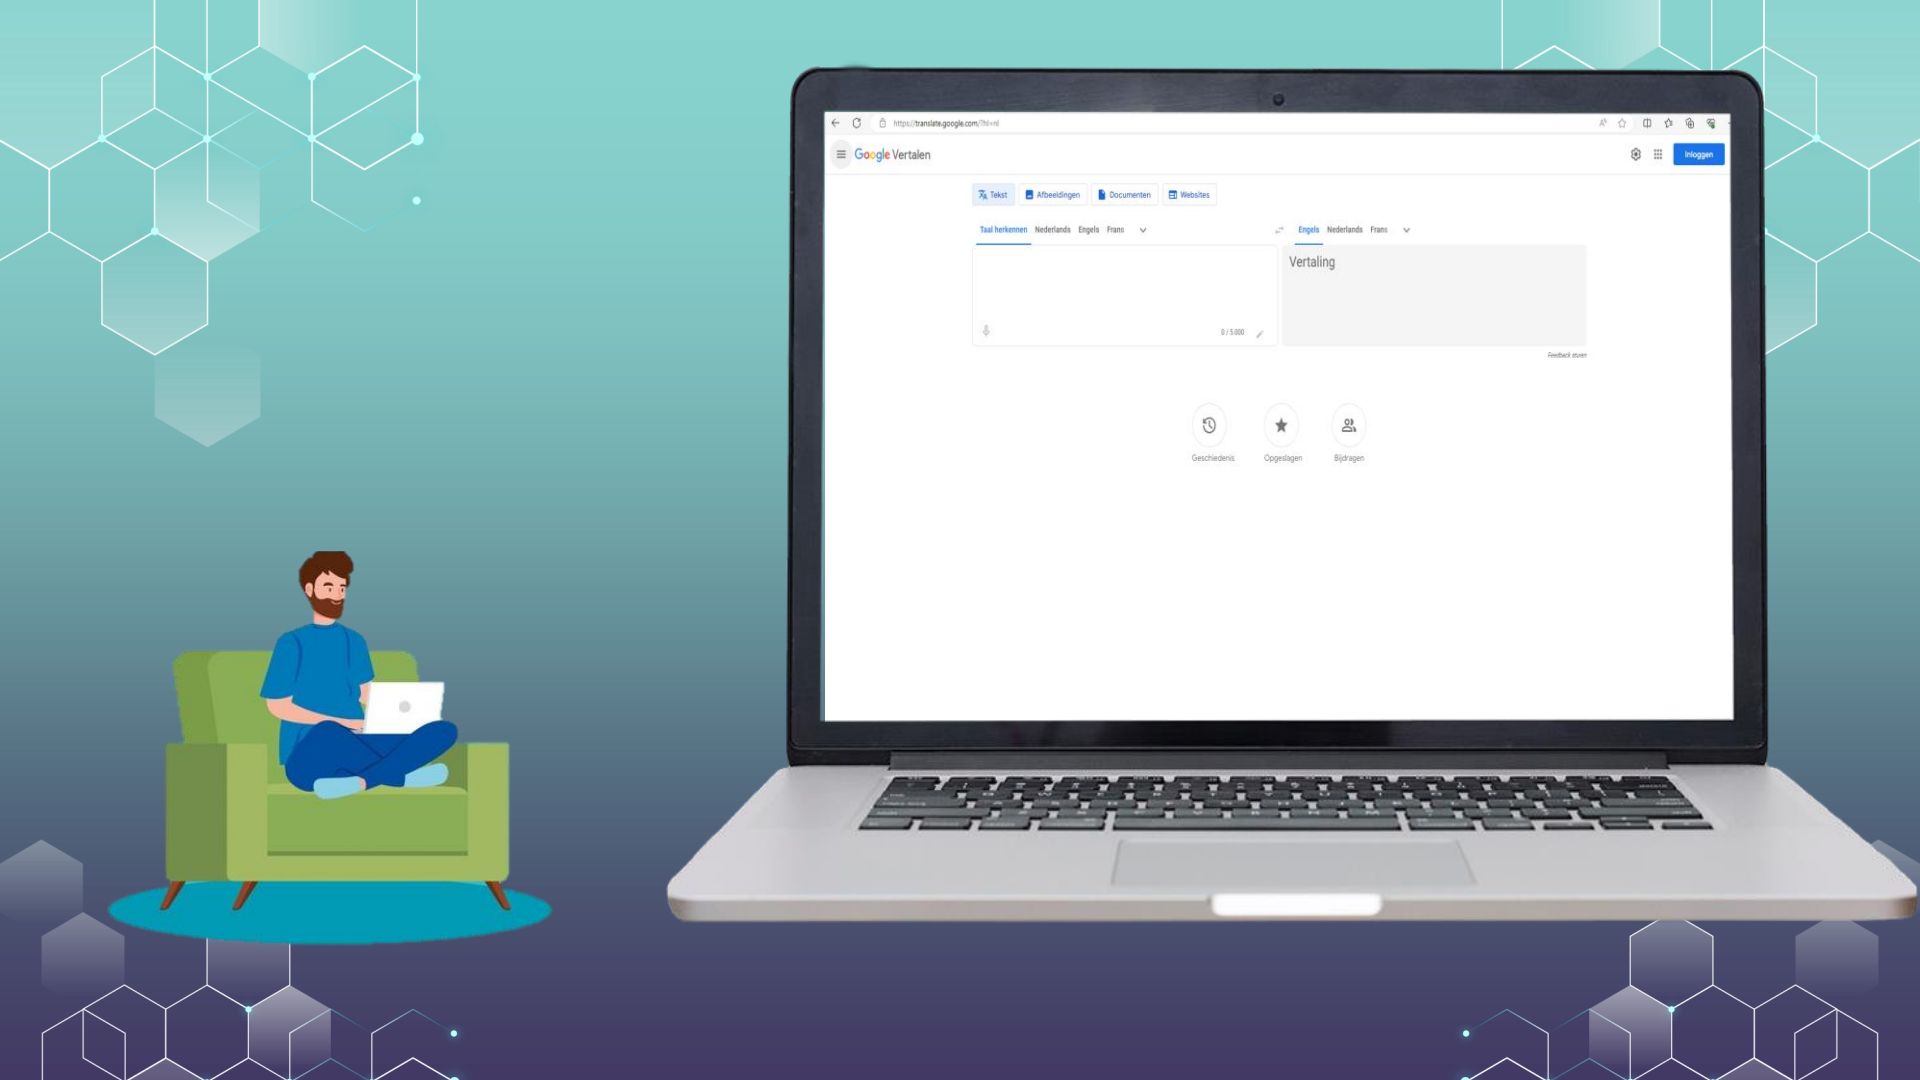 https://translate.google.com/?hl=nl
Google Vertalen
Inloggen
Tekst Afbeeldingen Documenten Websites
Taal herkennen Nederlands Engels Frans
Engels Nederlands Frans
Vertaling
0 / 5.000
Feedback sturen
Geschiedenis Opgeslagen Bijdragen